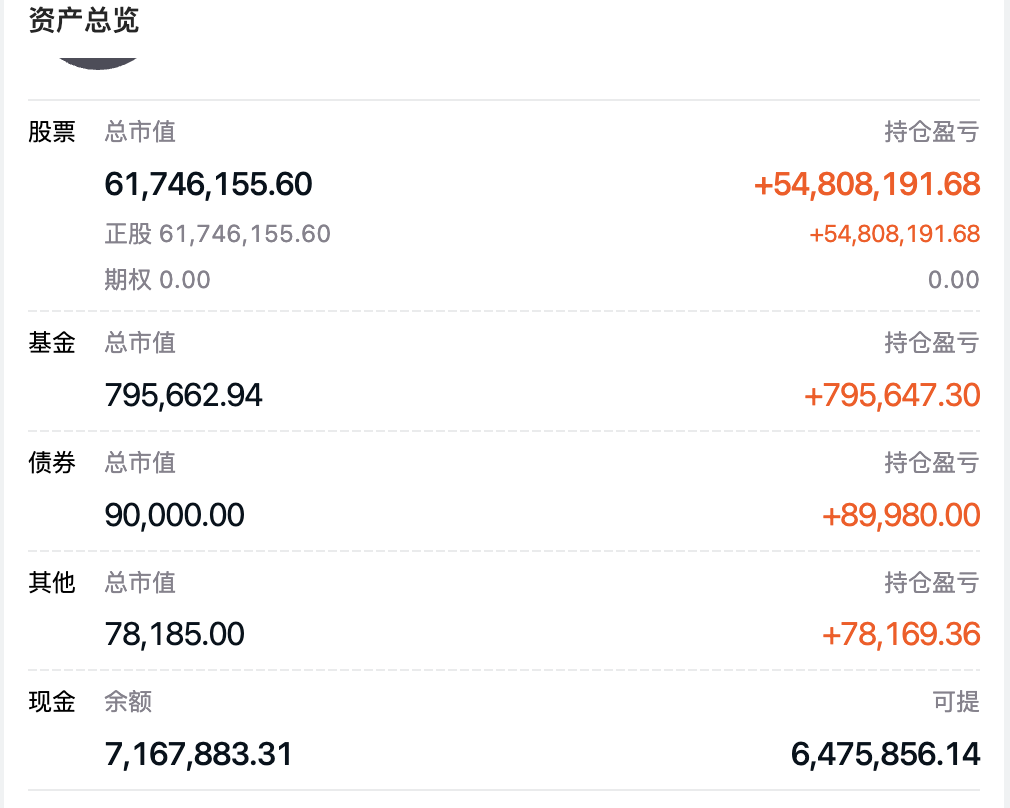 资产总览
股票 总市值 持仓盈亏
61,746,155.60 +54,808,191.68
正股 61,746,155.60 +54,808,191.68
期权 0.00 0.00
基金 总市值 持仓盈亏
795,662.94 +795,647.30
债券 总市值 持仓盈亏
90,000.00 +89,980.00
其他 总市值 持仓盈亏
78,185.00 +78,169.36
现金 余额 可提
7,167,883.31 6,475,856.14